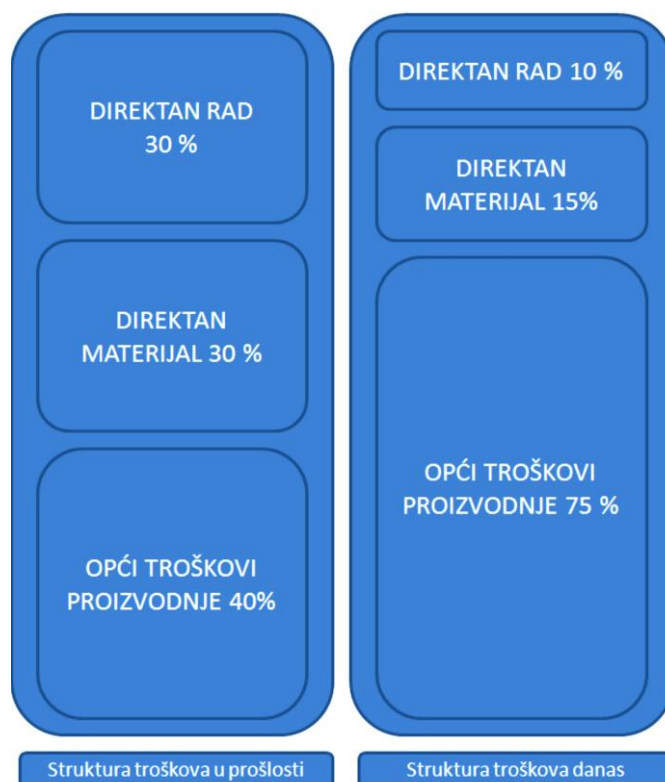 DIREKTAN RAD
30 %
DIREKTAN
MATERIJAL 30 %
OPĆI TROŠKOVI
PROIZVODNJE 40%
Struktura troškova u prošlosti
DIREKTAN RAD 10 %
DIREKTAN
MATERIJAL 15%
OPĆI TROŠKOVI
PROIZVODNJE 75 %
Struktura troškova danas